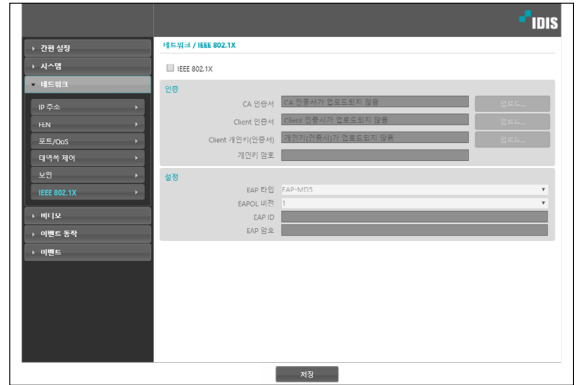 IDIS
간편 설정
시스템
네트워크
IP 주소
FEN
포트/QoS
대역폭 제어
보안
IEEE 802.1X
비디오
이벤트 동작
이벤트
네트워크 / IEEE 802.1X
IEEE 802.1X
인증
CA 인증서 CA 인증서가 업로드되지 않음 업로드...
Client 인증서 Client 인증서가 업로드되지 않음 업로드...
Client 개인키(인증서) 개인키(인증서)가 업로드되지 않음 업로드...
개인키 암호
설정
EAP 타입 EAP-MD5
EAPOL 버전 1
EAP ID
EAP 암호
저장